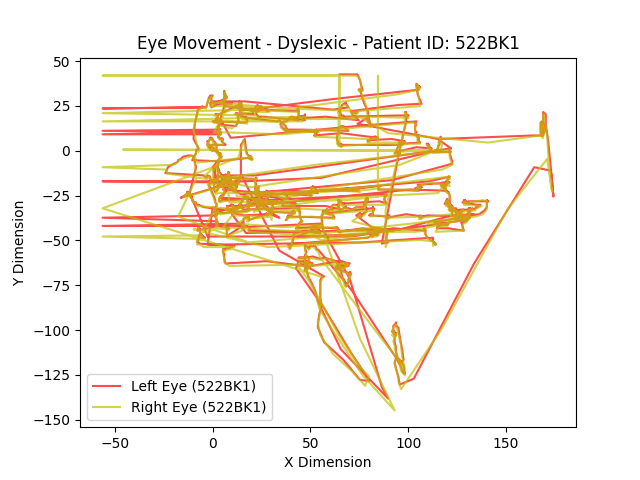 Eye Movement - Dyslexic - Patient ID: 522BK1
Y Dimension
50
25
0
−25
−50
−75
−100
−125
−150
Left Eye (522BK1)
Right Eye (522BK1)
−50
0
50
100
150
X Dimension